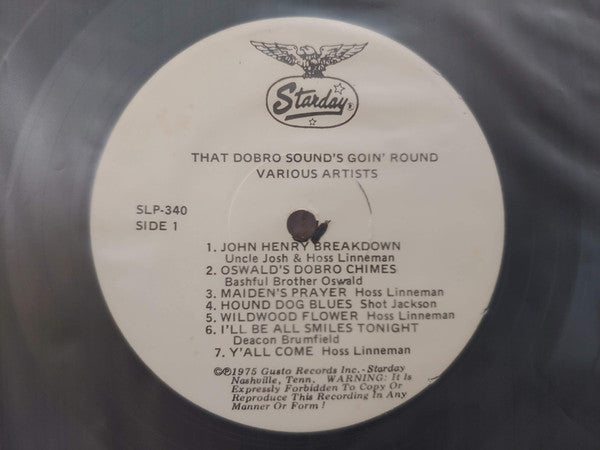 Starday
THAT DOBRO SOUND'S GOIN' ROUND
VARIOUS ARTISTS
SLP-340
SIDE 1
1. JOHN HENRY BREAKDOWN
Uncle Josh & Hoss Linneman
2. OSWALD'S DOBRO CHIMES
Bashful Brother Oswald
3. MAIDEN'S PRAYER Hoss Linneman
4. HOUND DOG BLUES Shot Jackson
5. WILDWOOD FLOWER Hoss Linneman
6. I'LL BE ALL SMILES TONIGHT
Deacon Brumfield
7. Y'ALL COME Hoss Linneman
©℗1975 Gusto Records Inc. - Starday
Nashville, Tenn. WARNING: It Is
Expressly Forbidden To Copy Or
Reproduce This Recording In Any
Manner Or Form !